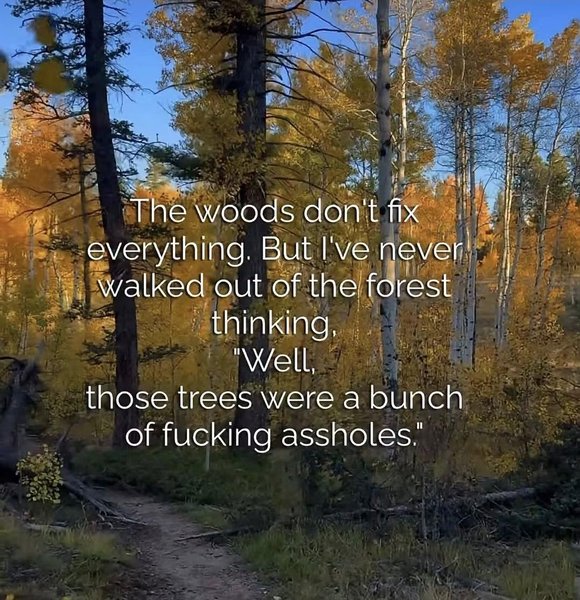 The woods don't fix
everything. But I've never
walked out of the forest
thinking,
"Well,
those trees were a bunch
of fucking assholes."